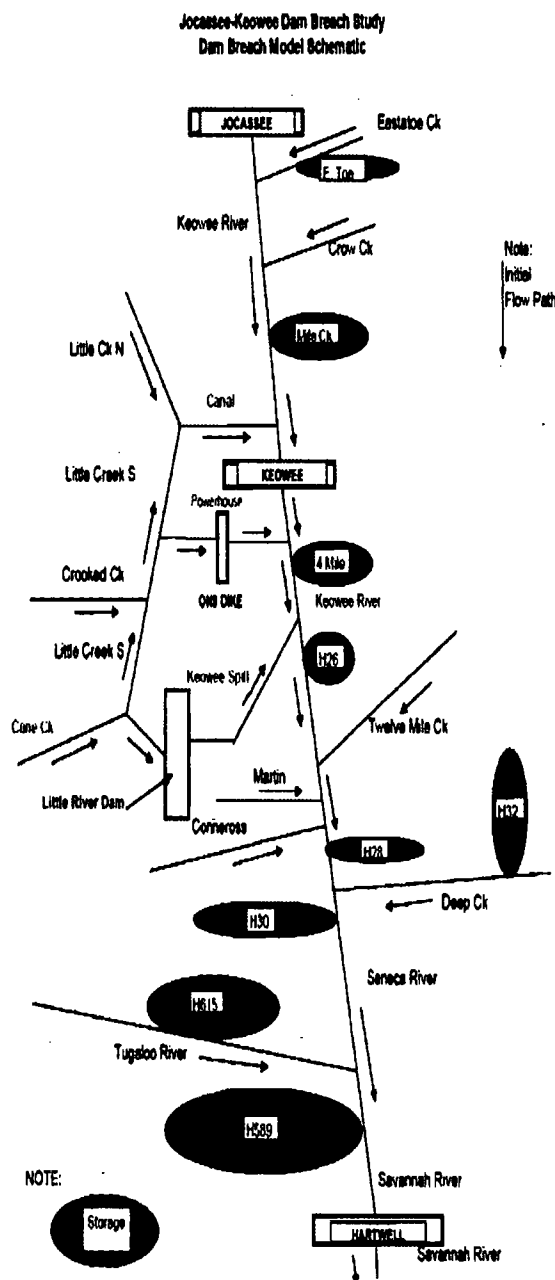 Jocassee-Keowee Dam Breach Study
Dam Breach Model Schematic
JOCASSEE
Eastatoe Ck
E. Toe
Keowee River
Crow Ck
Note:
Initial
Flow Path
Mile Ck
Little Ck N
Canal
Little Creek S
KEOWEE
Powerhouse
4 Mile
Crooked Ck
ONS DIKE
Keowee River
Little Creek S
H26
Keowee Spill
Cane Ck
Twelve Mile Ck
Martin
Little River Dam
H32
Conneross
H28
Deep Ck
H30
Seneca River
H615
Tugaloo River
H589
NOTE:
Savannah River
Storage
HARTWELL
Savannah River